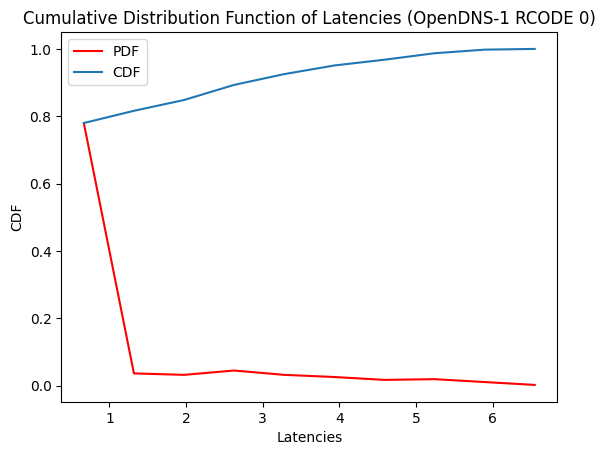 Cumulative Distribution Function of Latencies (OpenDNS-1 RCODE 0)
PDF
CDF
1.0
0.8
0.6
0.4
0.2
0.0
CDF
1
2
3
4
5
6
Latencies